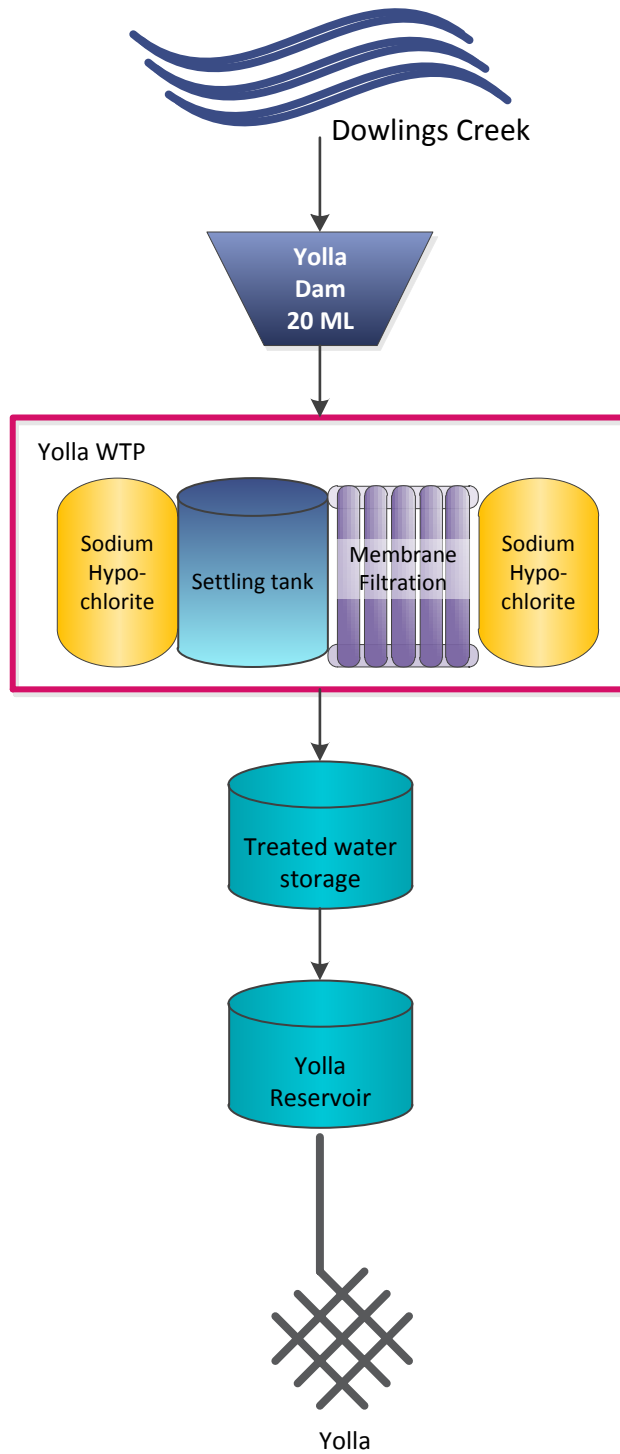 Dowlings Creek
Yolla
Dam
20 ML
Yolla WTP
Sodium
Hypo-
chlorite
Settling tank
Membrane
Filtration
Sodium
Hypo-
chlorite
Treated water
storage
Yolla
Reservoir
Yolla